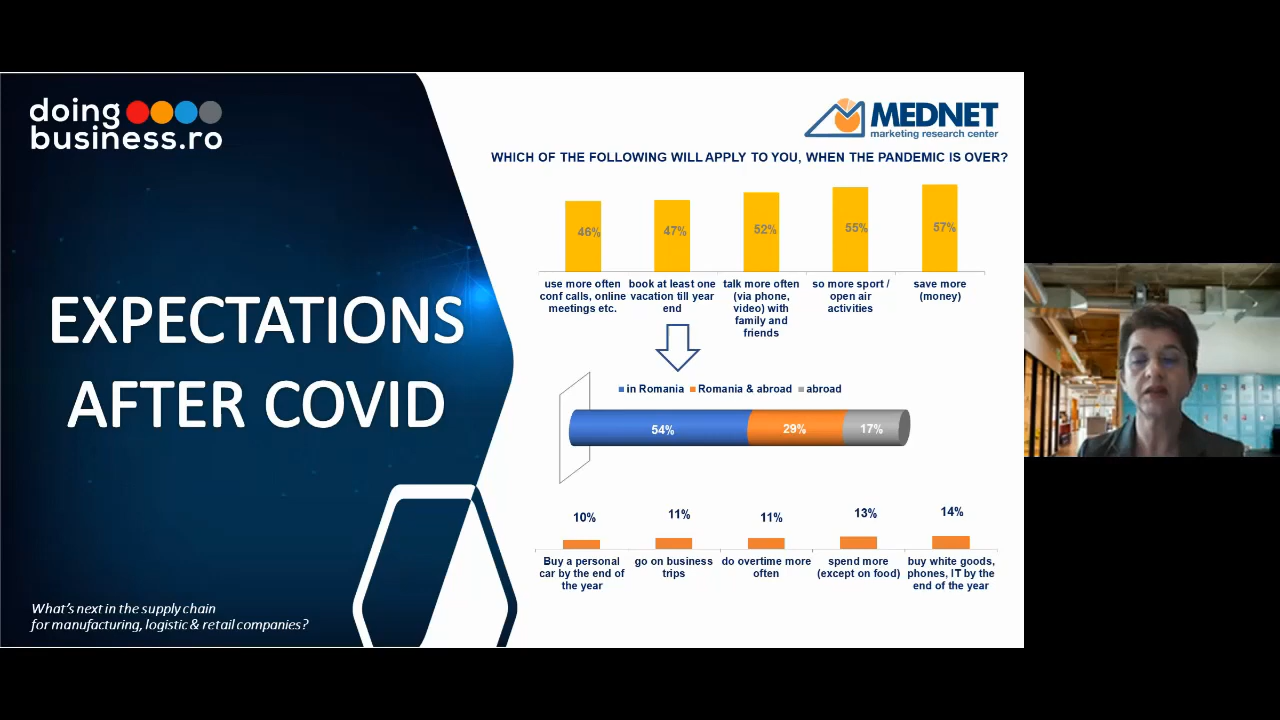 doing
business.ro
MEDNET
marketing research center
WHICH OF THE FOLLOWING WILL APPLY TO YOU, WHEN THE PANDEMIC IS OVER?
EXPECTATIONS
AFTER COVID
46%
47%
52%
55%
57%
use more often
conf calls, online
meetings etc.
book at least one
vacation till year
end
talk more often
(via phone,
video) with
family and
friends
so more sport /
open air
activities
save more
(money)
in Romania
Romania & abroad
abroad
54%
29%
17%
10%
11%
11%
13%
14%
Buy a personal
car by the end of
the year
go on business
trips
do overtime more
often
spend more
(except on food)
buy white goods,
phones, IT by the
end of the year
What's next in the supply chain
for manufacturing, logistic & retail companies?